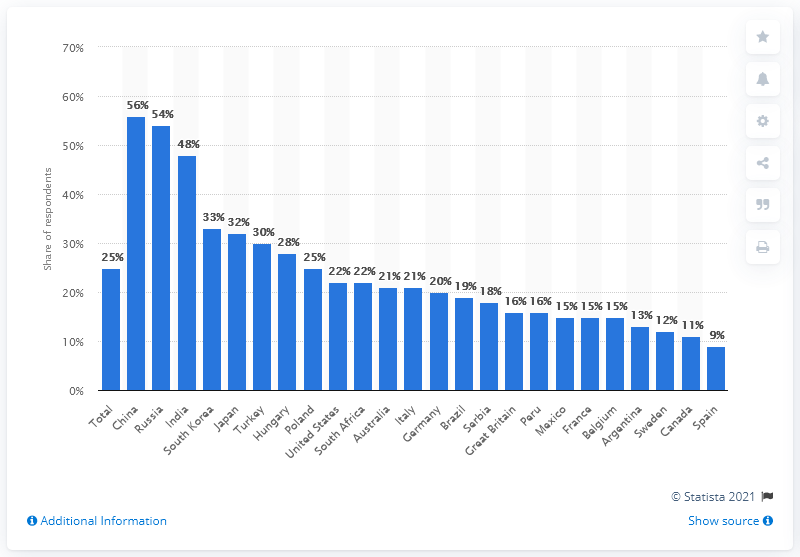 70%
60%
50%
40%
30%
20%
10%
0%
Share of respondents
25%
56%
54%
48%
33%
32%
30%
28%
25%
22%
22%
21%
21%
20%
19%
18%
16%
16%
15%
15%
15%
13%
12%
11%
9%
Total
China
Russia
India
South Korea
Japan
Turkey
Hungary
Poland
United States
South Africa
Australia
Italy
Germany
Brazil
Serbia
Great Britain
Peru
Mexico
France
Belgium
Argentina
Sweden
Canada
Spain
© Statista 2021
Additional Information
Show source